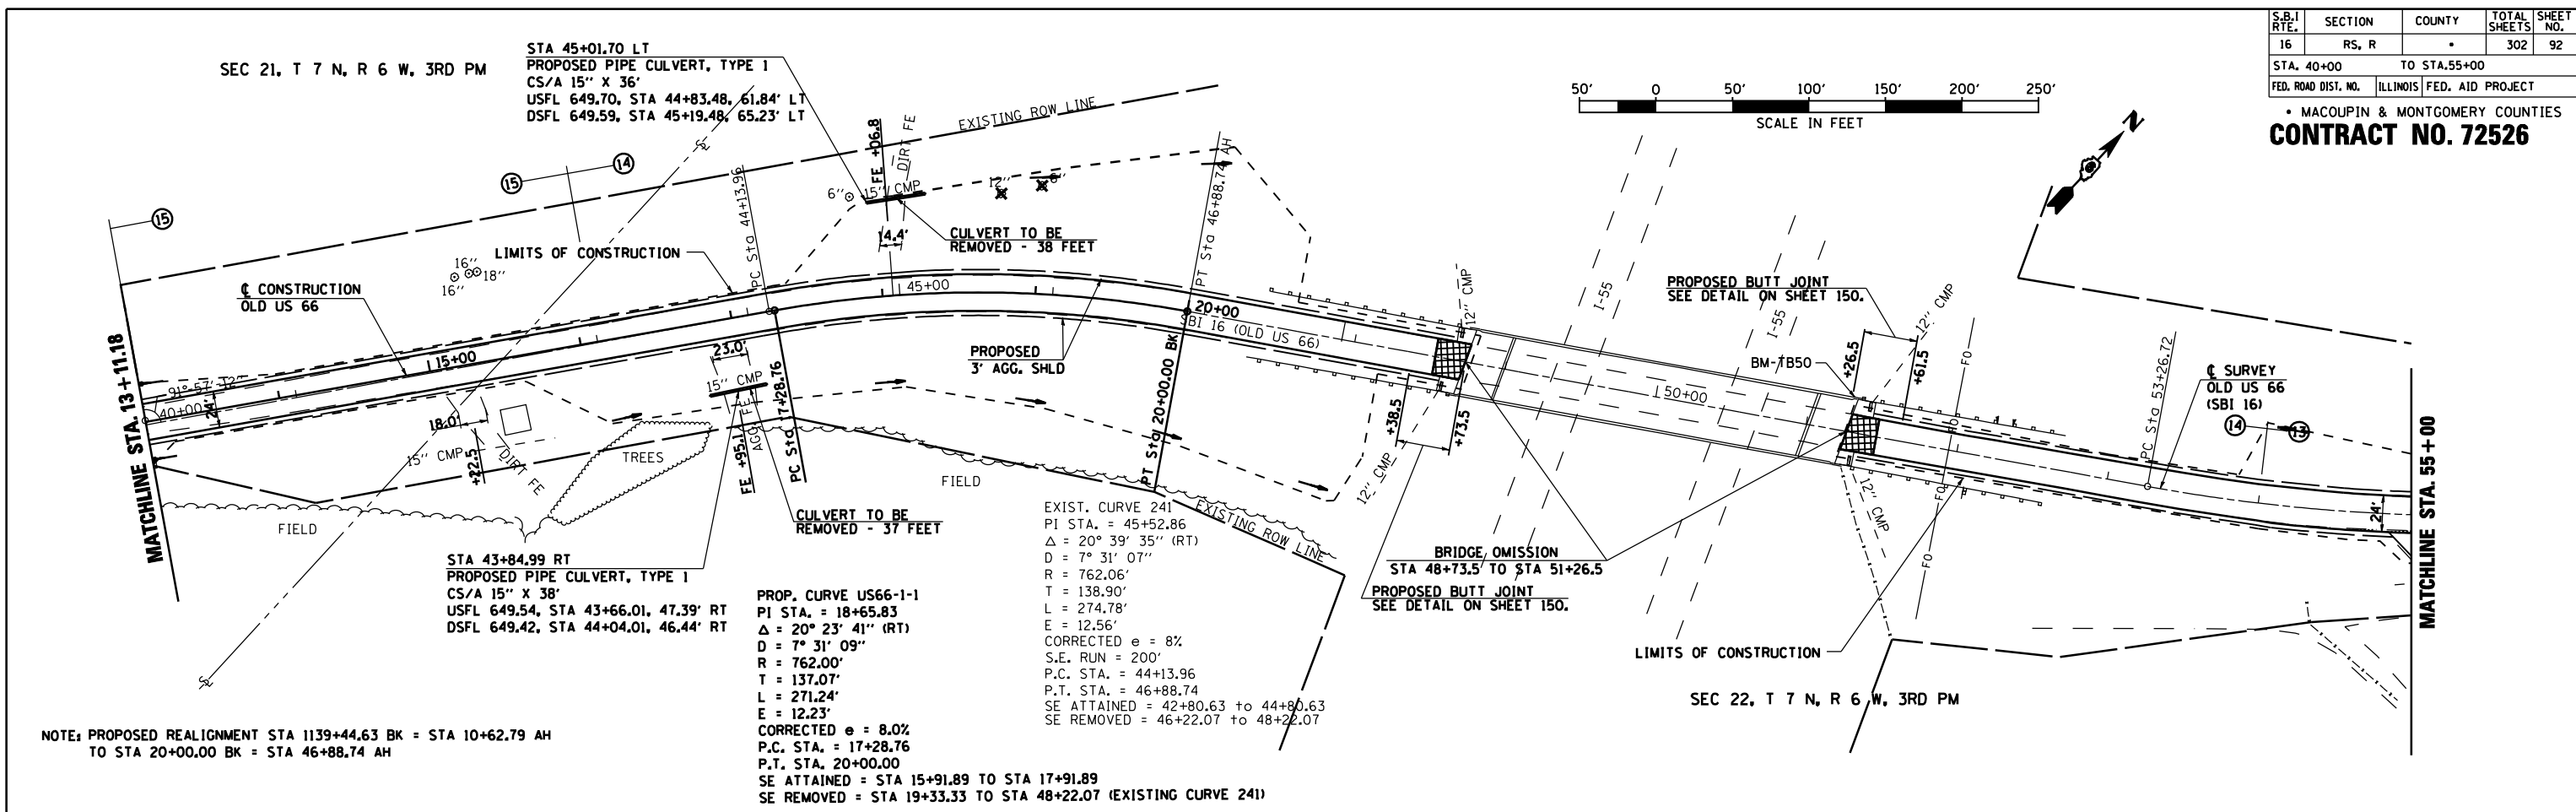 S.B.I RTE. SECTION COUNTY TOTAL SHEETS SHEET NO.
16 RS, R • 302 92
STA. 40+00 TO STA.55+00
FED. ROAD DIST. NO. ILLINOIS FED. AID PROJECT
• MACOUPIN & MONTGOMERY COUNTIES
CONTRACT NO. 72526
SEC 21, T 7 N, R 6 W, 3RD PM
STA 45+01.70 LT
PROPOSED PIPE CULVERT, TYPE 1
CS/A 15'' X 36'
USFL 649.70, STA 44+83.48, 61.84' LT
DSFL 649.59, STA 45+19.48, 65.23' LT
50' 0 50' 100' 150' 200' 250'
SCALE IN FEET
N
EXISTING ROW LINE
FE +06.8
DIRT FE
15
14
15
6''
15'' CMP
12''
6''
14.4'
CULVERT TO BE
REMOVED - 38 FEET
PC Sta 44+13.96
PT Sta 46+88.74 AH
LIMITS OF CONSTRUCTION
16''
18''
16''
℄ CONSTRUCTION
OLD US 66
MATCHLINE STA. 13+11.18
91°-57'-12''
40+00
24'
15+00
45+00
20+00
SBI 16 (OLD US 66)
PROPOSED
3' AGG. SHLD
23.0'
15'' CMP
FE +95.1
AGG. FE
PC Sta 17+28.76
PT Sta 20+00.00 BK
18.0'
15'' CMP
+22.5
DIRT FE
TREES
FIELD
FIELD
CULVERT TO BE
REMOVED - 37 FEET
STA 43+84.99 RT
PROPOSED PIPE CULVERT, TYPE 1
CS/A 15'' X 38'
USFL 649.54, STA 43+66.01, 47.39' RT
DSFL 649.42, STA 44+04.01, 46.44' RT
PROP. CURVE US66-1-1
PI STA. = 18+65.83
Δ = 20° 23' 41'' (RT)
D = 7° 31' 09''
R = 762.00'
T = 137.07'
L = 271.24'
E = 12.23'
CORRECTED e = 8.0%
P.C. STA. = 17+28.76
P.T. STA. 20+00.00
SE ATTAINED = STA 15+91.89 TO STA 17+91.89
SE REMOVED = STA 19+33.33 TO STA 48+22.07 (EXISTING CURVE 241)
EXIST. CURVE 241
PI STA. = 45+52.86
Δ = 20° 39' 35'' (RT)
D = 7° 31' 07''
R = 762.06'
T = 138.90'
L = 274.78'
E = 12.56'
CORRECTED e = 8%
S.E. RUN = 200'
P.C. STA. = 44+13.96
P.T. STA. = 46+88.74
SE ATTAINED = 42+80.63 to 44+80.63
SE REMOVED = 46+22.07 to 48+22.07
EXISTING ROW LINE
12'' CMP
+38.5
+73.5
12'' CMP
I-55
I-55
PROPOSED BUTT JOINT
SEE DETAIL ON SHEET 150.
BM-TB50
50+00
+26.5
+61.5
12'' CMP
FO
FO
FO
FO
12'' CMP
PC Sta 53+26.72
℄ SURVEY
OLD US 66
(SBI 16)
14
13
24'
MATCHLINE STA. 55+00
BRIDGE OMISSION
STA 48+73.5 TO STA 51+26.5
PROPOSED BUTT JOINT
SEE DETAIL ON SHEET 150.
LIMITS OF CONSTRUCTION
SEC 22, T 7 N, R 6 W, 3RD PM
NOTE: PROPOSED REALIGNMENT STA 1139+44.63 BK = STA 10+62.79 AH
TO STA 20+00.00 BK = STA 46+88.74 AH